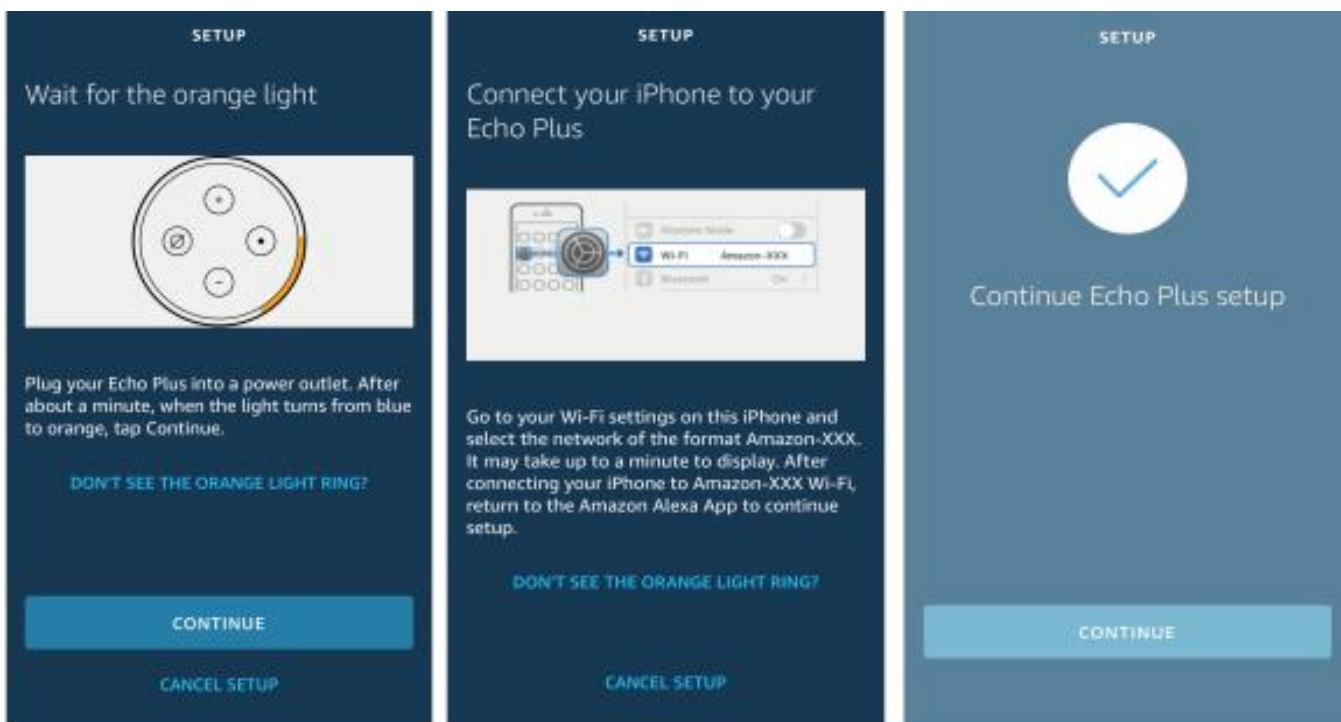 SETUP
Wait for the orange light
Plug your Echo Plus into a power outlet. After
about a minute, when the light turns from blue
to orange, tap Continue.
DON'T SEE THE ORANGE LIGHT RING?
CONTINUE
CANCEL SETUP
SETUP
Connect your iPhone to your
Echo Plus
Airplane Mode
Wi-Fi Amazon-XXX
Bluetooth On
Go to your Wi-Fi settings on this iPhone and
select the network of the format Amazon-XXX.
It may take up to a minute to display. After
connecting your iPhone to Amazon-XXX Wi-Fi,
return to the Amazon Alexa App to continue
setup.
DON'T SEE THE ORANGE LIGHT RING?
CANCEL SETUP
SETUP
Continue Echo Plus setup
CONTINUE